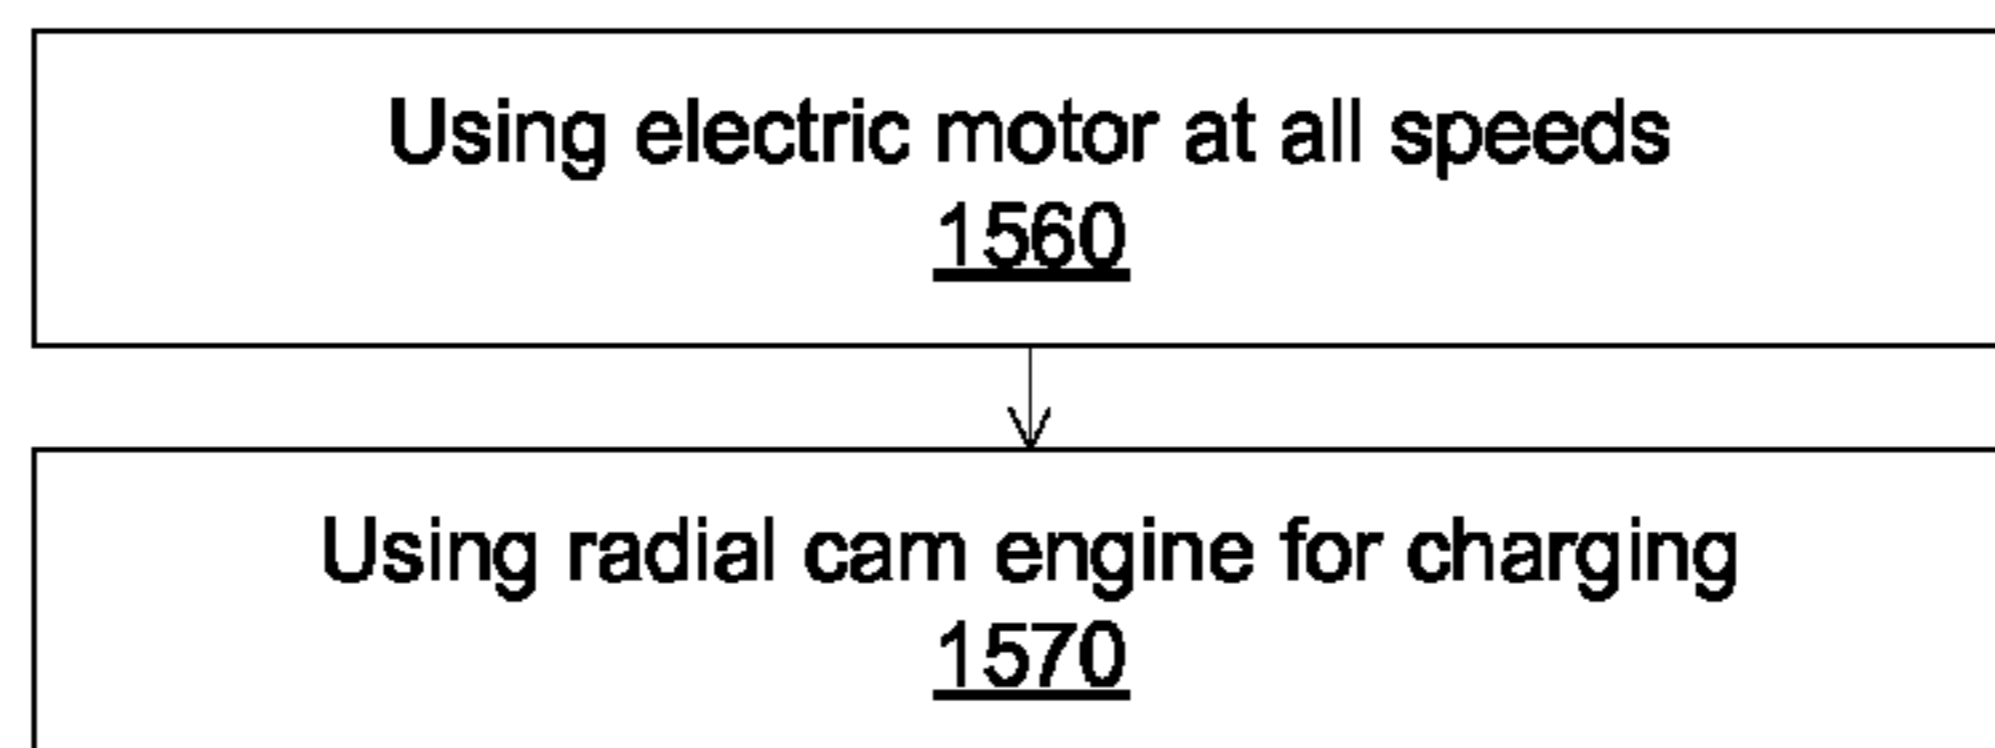 Using electric motor at all speeds
1560
Using radial cam engine for charging
1570